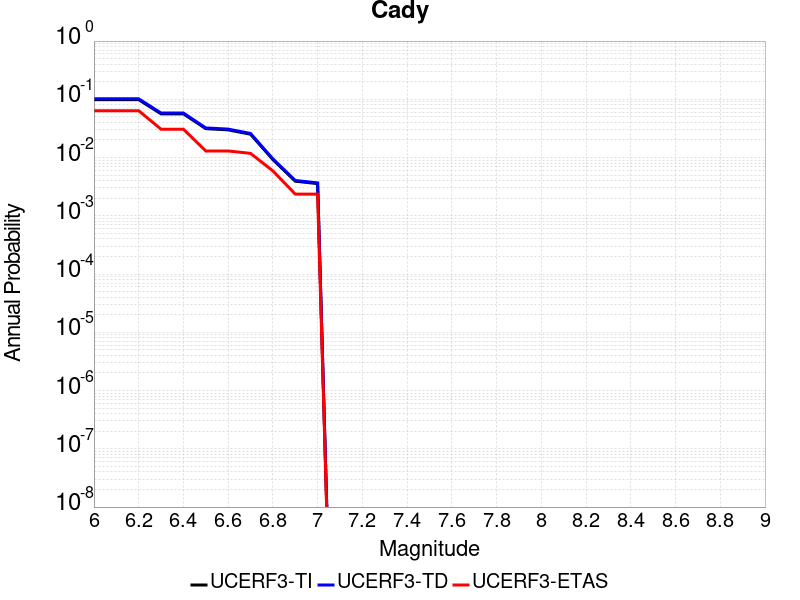 Cady
10^0
10^-1
10^-2
10^-3
10^-4
10^-5
10^-6
10^-7
10^-8
Annual Probability
6 6.2 6.4 6.6 6.8 7 7.2 7.4 7.6 7.8 8 8.2 8.4 8.6 8.8 9
Magnitude
UCERF3-TI UCERF3-TD UCERF3-ETAS